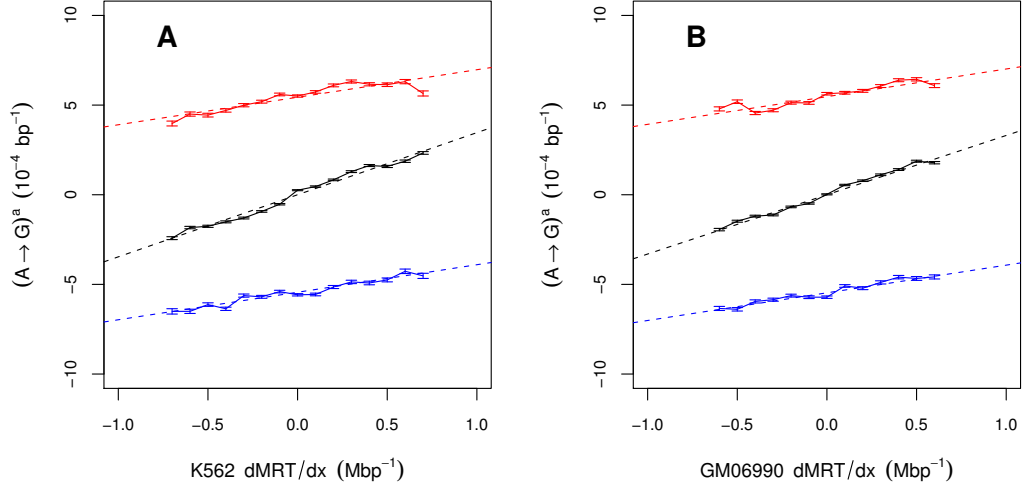 A
10
5
0
−5
−10
(A → G)ᵃ (10⁻⁴ bp⁻¹)
−1.0 −0.5 0.0 0.5 1.0
K562 dMRT/dx (Mbp⁻¹)
B
10
5
0
−5
−10
(A → G)ᵃ (10⁻⁴ bp⁻¹)
−1.0 −0.5 0.0 0.5 1.0
GM06990 dMRT/dx (Mbp⁻¹)